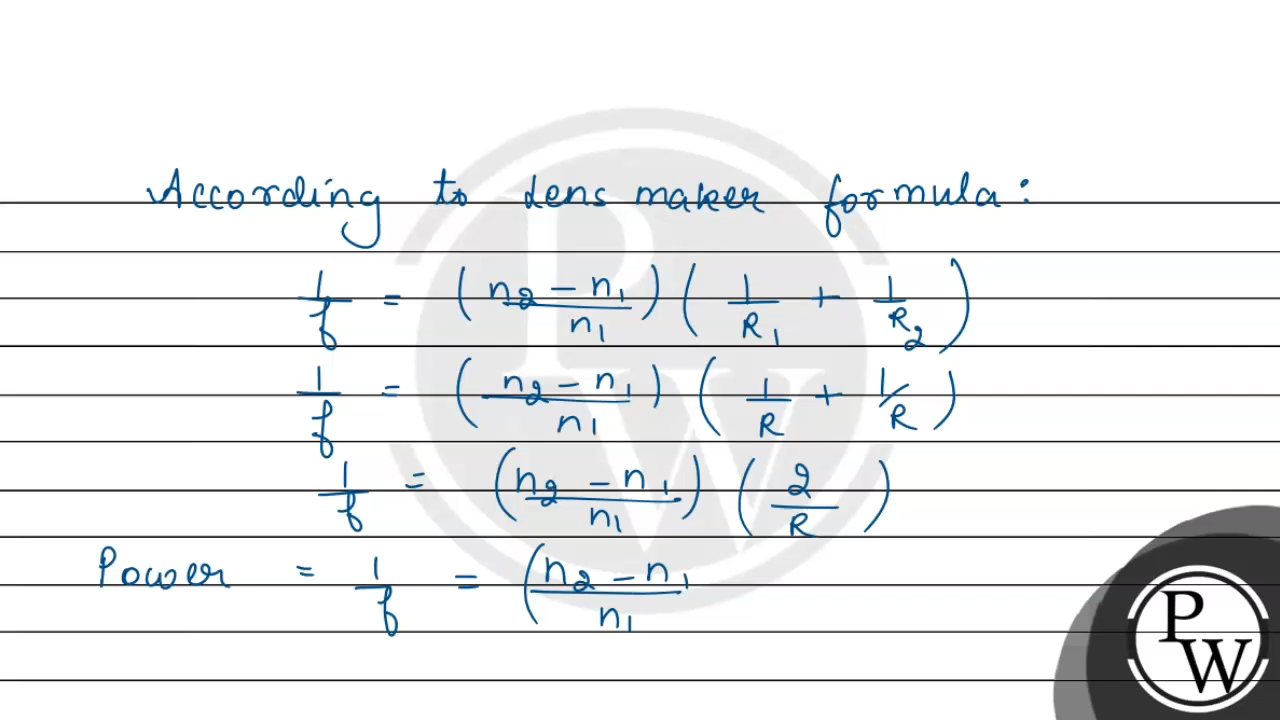 According to Lens maker formula:
1/f = (n₂ - n₁/n₁) (1/R₁ + 1/R₂)
1/f = (n₂ - n₁/n₁) (1/R + 1/R)
1/f = (n₂ - n₁/n₁) (2/R)
Power = 1/f = (n₂ - n₁/n₁
PW
PW